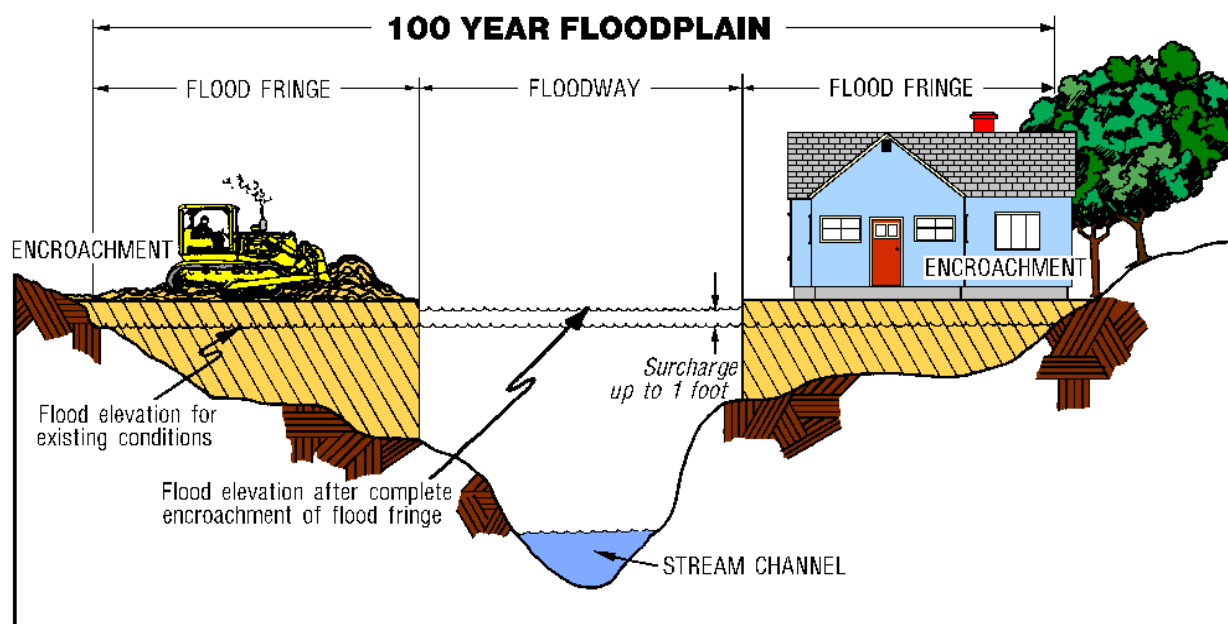 100 YEAR FLOODPLAIN
FLOOD FRINGE
FLOODWAY
FLOOD FRINGE
ENCROACHMENT
ENCROACHMENT
Surcharge
up to 1 foot
Flood elevation for
existing conditions
Flood elevation after complete
encroachment of flood fringe
STREAM CHANNEL